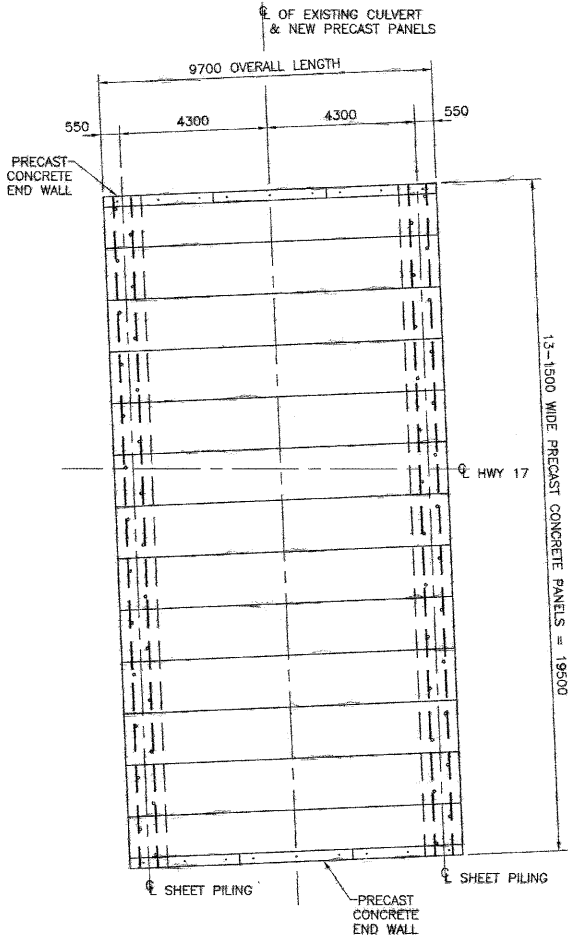 ℄ OF EXISTING CULVERT
& NEW PRECAST PANELS
9700 OVERALL LENGTH
550
4300
4300
550
PRECAST
CONCRETE
END WALL
13-1500 WIDE PRECAST CONCRETE PANELS = 19500
℄ HWY 17
℄ SHEET PILING
℄ SHEET PILING
PRECAST
CONCRETE
END WALL